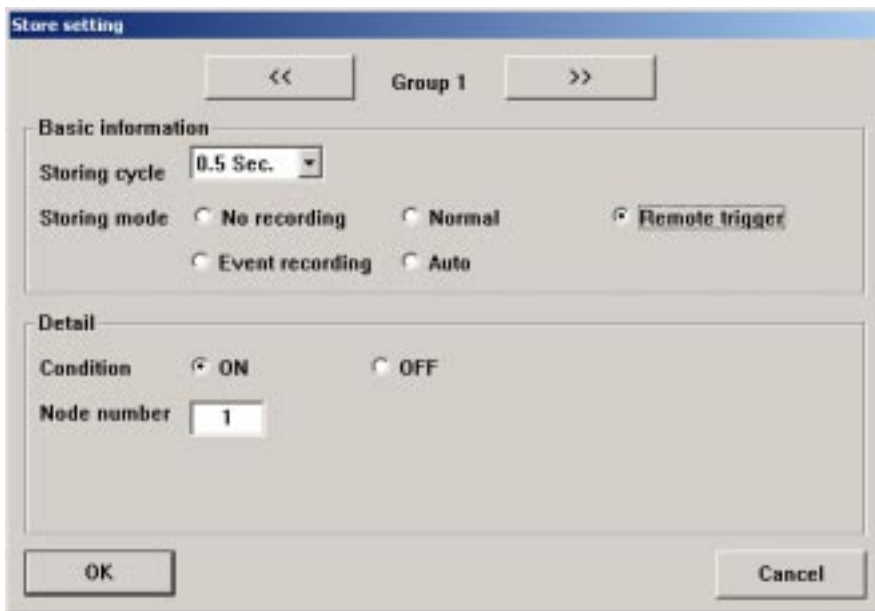 Store setting
<< Group 1 >>
Basic information
Storing cycle 0.5 Sec.
Storing mode No recording Normal Remote trigger
Event recording Auto
Detail
Condition ON OFF
Node number 1
OK Cancel